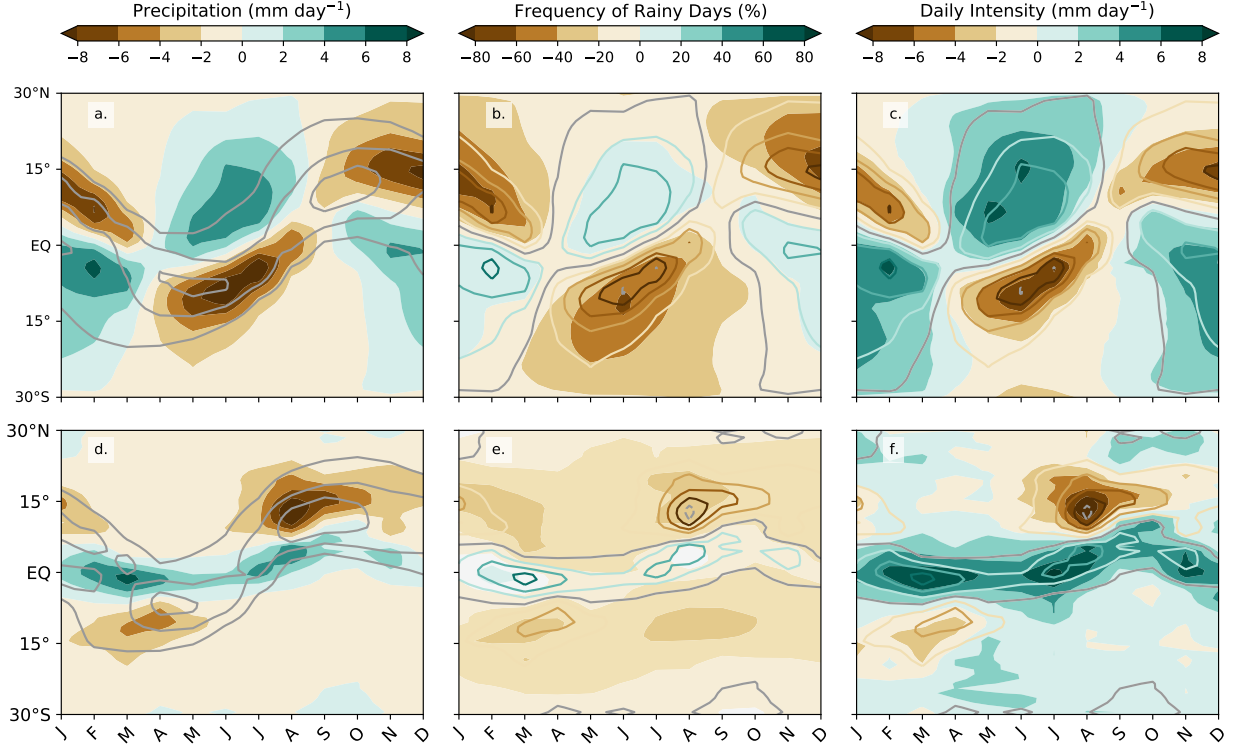 Precipitation (mm day⁻¹) Frequency of Rainy Days (%) Daily Intensity (mm day⁻¹)
−8 −6 −4 −2 0 2 4 6 8 −80 −60 −40 −20 0 20 40 60 80 −8 −6 −4 −2 0 2 4 6 8
30°N
a. b. c.
15°
EQ
15°
30°S
30°N
d. e. f.
15°
EQ
15°
30°S
J F M A M J J A S O N D J F M A M J J A S O N D J F M A M J J A S O N D